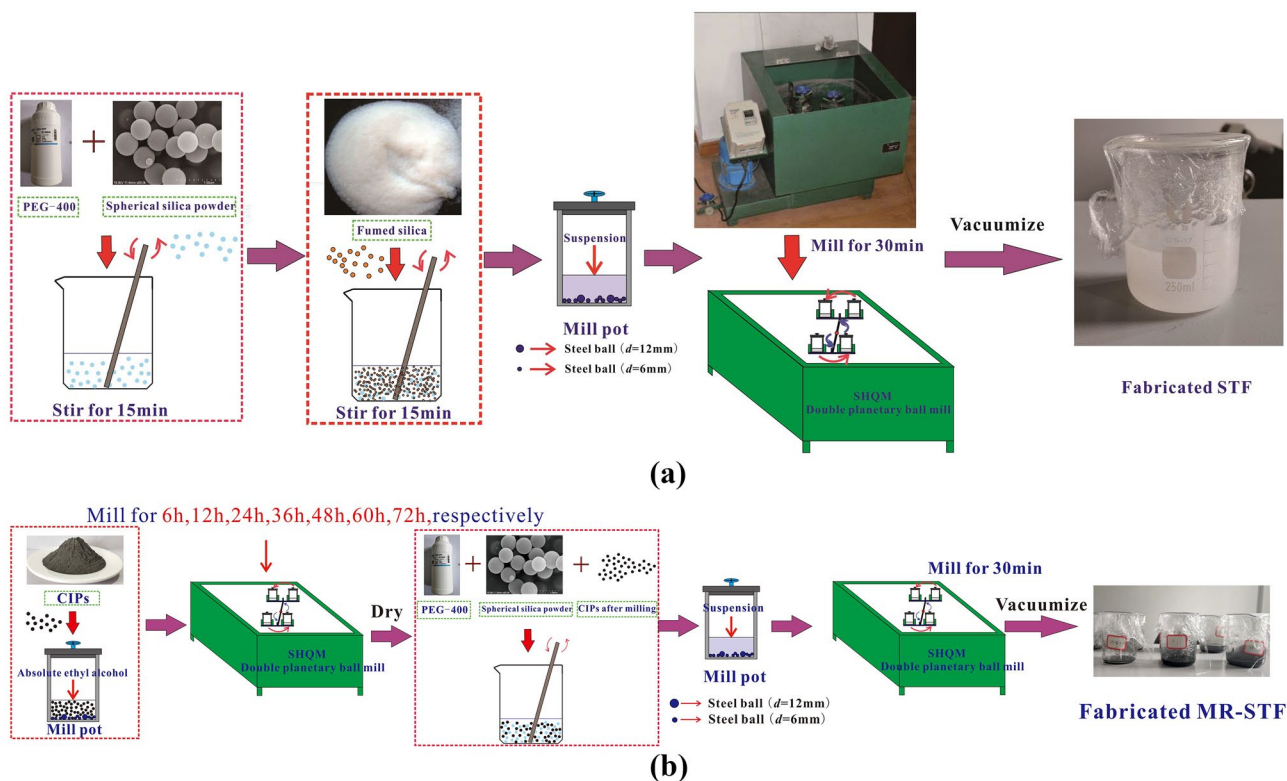 PEG-400
Spherical silica powder
Stir for 15min
Fumed silica
Stir for 15min
Suspension
Mill pot
Steel ball (d=12mm)
Steel ball (d=6mm)
Mill for 30min
SHQM
Double planetary ball mill
Vacuumize
250ml
Fabricated STF
(a)
Mill for 6h,12h,24h,36h,48h,60h,72h,respectively
CIPs
Absolute ethyl alcohol
Mill pot
SHQM
Double planetary ball mill
Dry
PEG-400
Spherical silica powder
CIPs after milling
Suspension
Mill pot
Steel ball (d=12mm)
Steel ball (d=6mm)
Mill for 30min
SHQM
Double planetary ball mill
Vacuumize
Fabricated MR-STF
(b)